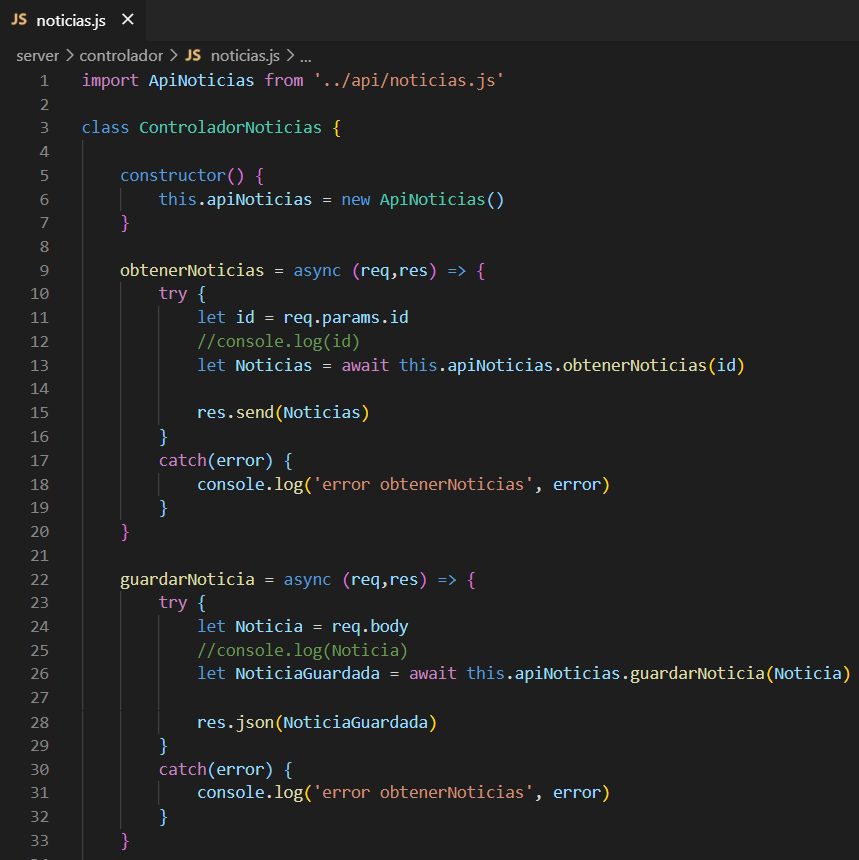 JS noticias.js ×
server > controlador > JS noticias.js > ...
1 import ApiNoticias from '../api/noticias.js'
2
3 class ControladorNoticias {
4
5 constructor() {
6 this.apiNoticias = new ApiNoticias()
7 }
8
9 obtenerNoticias = async (req,res) => {
10 try {
11 let id = req.params.id
12 //console.log(id)
13 let Noticias = await this.apiNoticias.obtenerNoticias(id)
14
15 res.send(Noticias)
16 }
17 catch(error) {
18 console.log('error obtenerNoticias', error)
19 }
20 }
21
22 guardarNoticia = async (req,res) => {
23 try {
24 let Noticia = req.body
25 //console.log(Noticia)
26 let NoticiaGuardada = await this.apiNoticias.guardarNoticia(Noticia)
27
28 res.json(NoticiaGuardada)
29 }
30 catch(error) {
31 console.log('error obtenerNoticias', error)
32 }
33 }